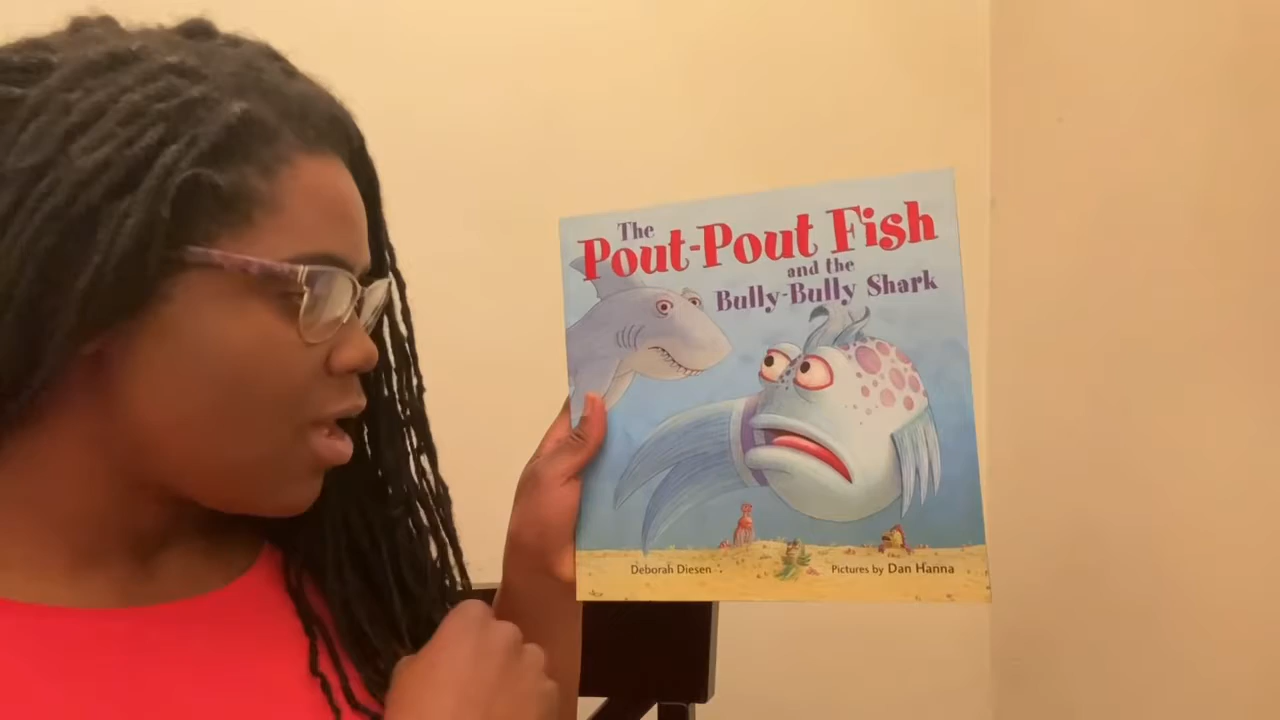 The
Pout-Pout Fish
and the
Bully-Bully Shark
Deborah Diesen
Pictures by Dan Hanna